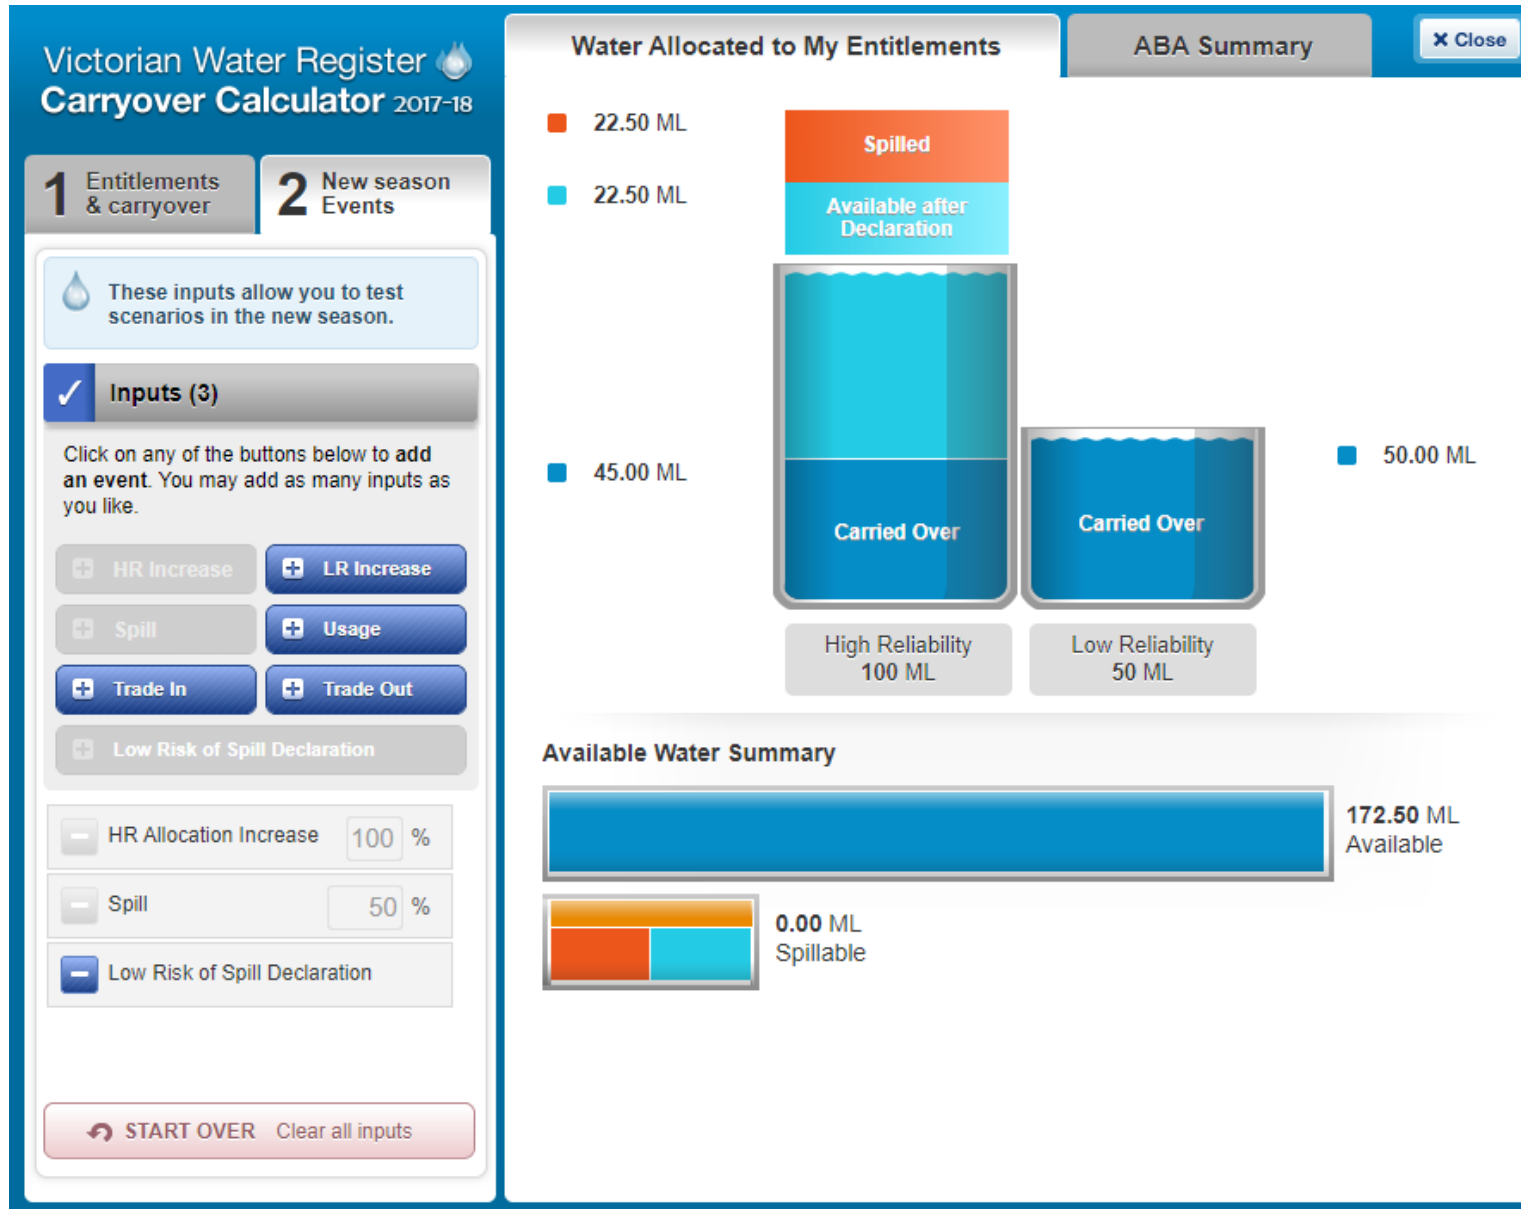 Victorian Water Register
Carryover Calculator 2017-18
1 Entitlements
& carryover
2 New season
Events
These inputs allow you to test
scenarios in the new season.
Inputs (3)
Click on any of the buttons below to add
an event. You may add as many inputs as
you like.
HR Increase
LR Increase
Spill
Usage
Trade In
Trade Out
Low Risk of Spill Declaration
HR Allocation Increase 100 %
Spill 50 %
Low Risk of Spill Declaration
START OVER Clear all inputs
Water Allocated to My Entitlements
ABA Summary
Close
22.50 ML
Spilled
22.50 ML
Available after
Declaration
45.00 ML
Carried Over
Carried Over
50.00 ML
High Reliability
100 ML
Low Reliability
50 ML
Available Water Summary
172.50 ML
Available
0.00 ML
Spillable